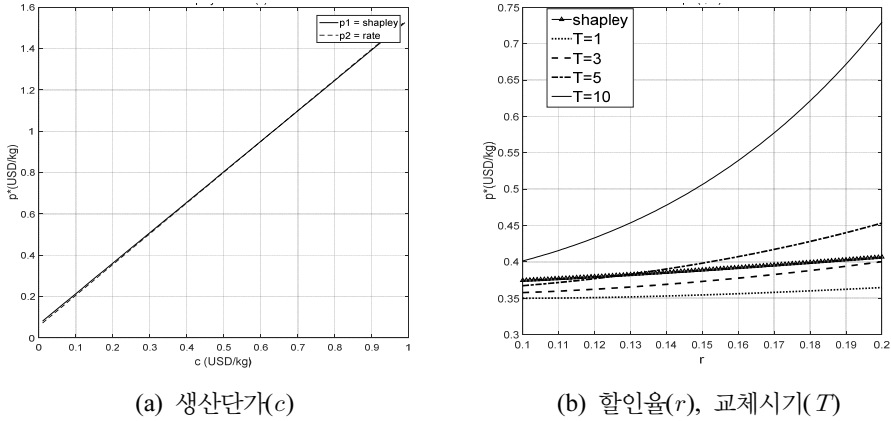 p1 = shapley
p2 = rate
1.6
1.4
1.2
1
0.8
0.6
0.4
0.2
0
p*(USD/kg)
0 0.1 0.2 0.3 0.4 0.5 0.6 0.7 0.8 0.9 1
c (USD/kg)
(a) 생산단가(c)
shapley
T=1
T=3
T=5
T=10
0.75
0.7
0.65
0.6
0.55
0.5
0.45
0.4
0.35
0.3
p*(USD/kg)
0.1 0.11 0.12 0.13 0.14 0.15 0.16 0.17 0.18 0.19 0.2
r
(b) 할인율(r), 교체시기(T)